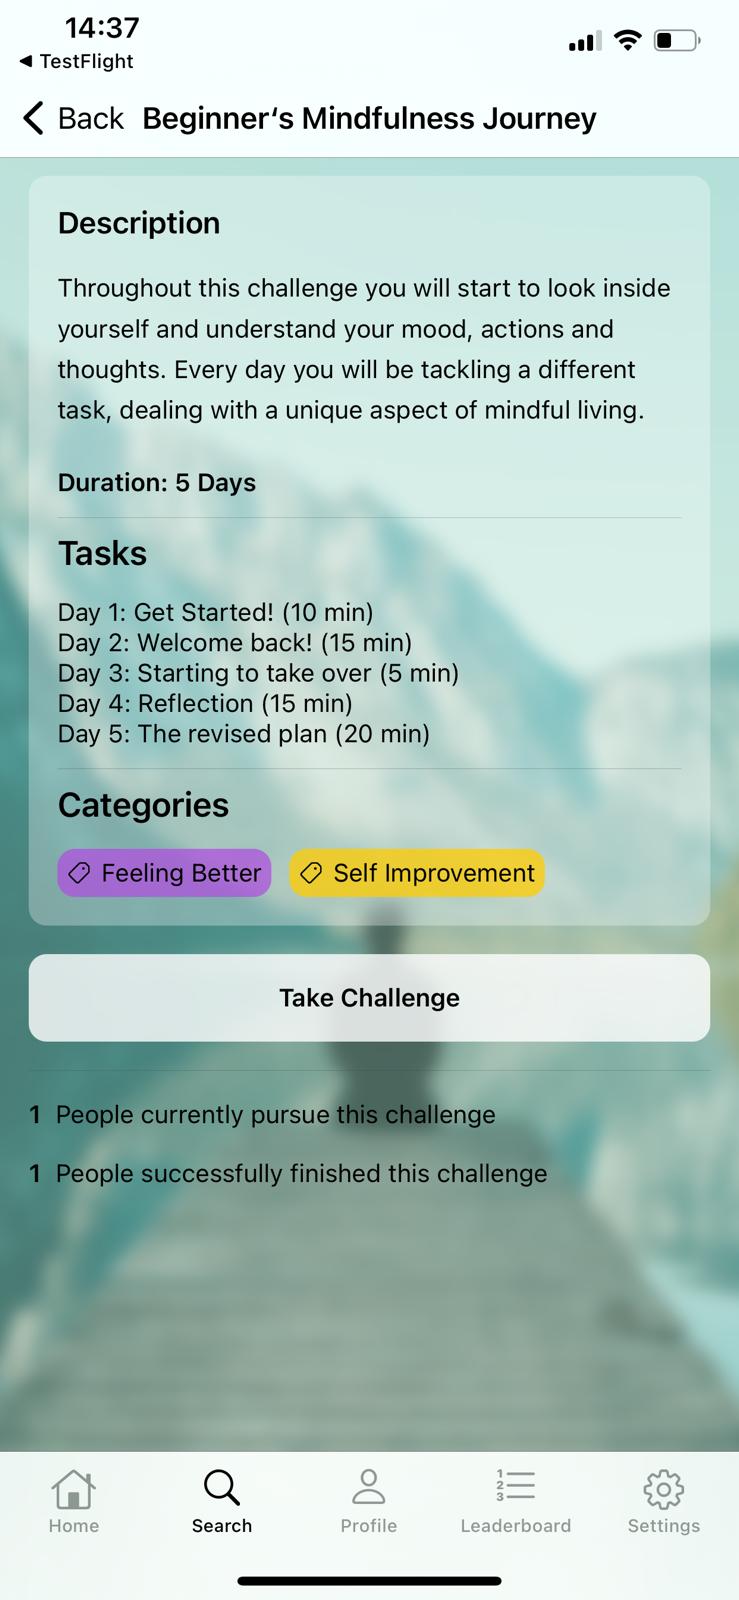 14:37
◀ TestFlight
Back Beginner‘s Mindfulness Journey
Description
Throughout this challenge you will start to look inside
yourself and understand your mood, actions and
thoughts. Every day you will be tackling a different
task, dealing with a unique aspect of mindful living.
Duration: 5 Days
Tasks
Day 1: Get Started! (10 min)
Day 2: Welcome back! (15 min)
Day 3: Starting to take over (5 min)
Day 4: Reflection (15 min)
Day 5: The revised plan (20 min)
Categories
Feeling Better Self Improvement
Take Challenge
1 People currently pursue this challenge
1 People successfully finished this challenge
1
2
3
Home Search Profile Leaderboard Settings